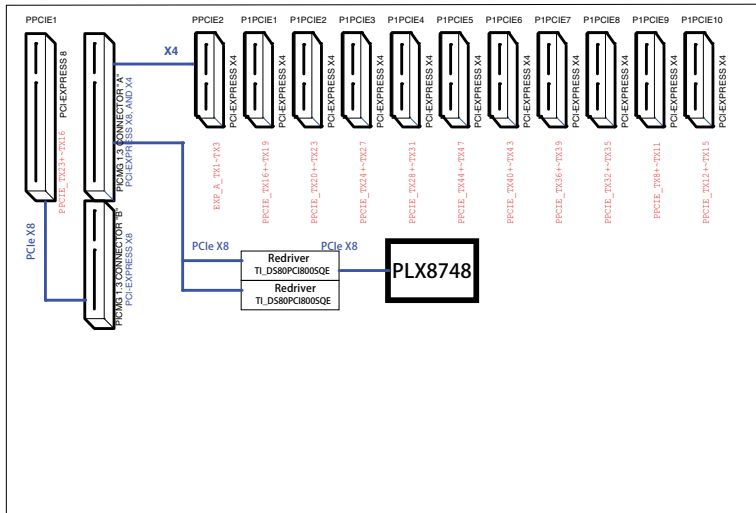 PPCIE1
PPCIE2
P1PCIE1
P1PCIE2
P1PCIE3
P1PCIE4
P1PCIE5
P1PCIE6
P1PCIE7
P1PCIE8
P1PCIE9
P1PCIE10
PCI-EXPRESS 8
PPCIE_TX23+~TX16
PICMG 1.3 CONNECTOR "A"
PCI-EXPRESS X8, AND X4
X4
PCI-EXPRESS X4
PCI-EXPRESS X4
PCI-EXPRESS X4
PCI-EXPRESS X4
PCI-EXPRESS X4
PCI-EXPRESS X4
PCI-EXPRESS X4
PCI-EXPRESS X4
PCI-EXPRESS X4
PCI-EXPRESS X4
PCI-EXPRESS X4
EXP_A_TX1~TX3
PPCIE_TX16+~TX19
PPCIE_TX20+~TX23
PPCIE_TX24+~TX27
PPCIE_TX28+~TX31
PPCIE_TX44+~TX47
PPCIE_TX40+~TX43
PPCIE_TX36+~TX39
PPCIE_TX32+~TX35
PPCIE_TX8+~TX11
PPCIE_TX12+~TX15
PCIe X8
PICMG 1.3 CONNECTOR "B"
PCI-EXPRESS X8
PCIe X8
PCIe X8
Redriver
TI_DS80PCI800SQE
Redriver
TI_DS80PCI800SQE
PLX8748